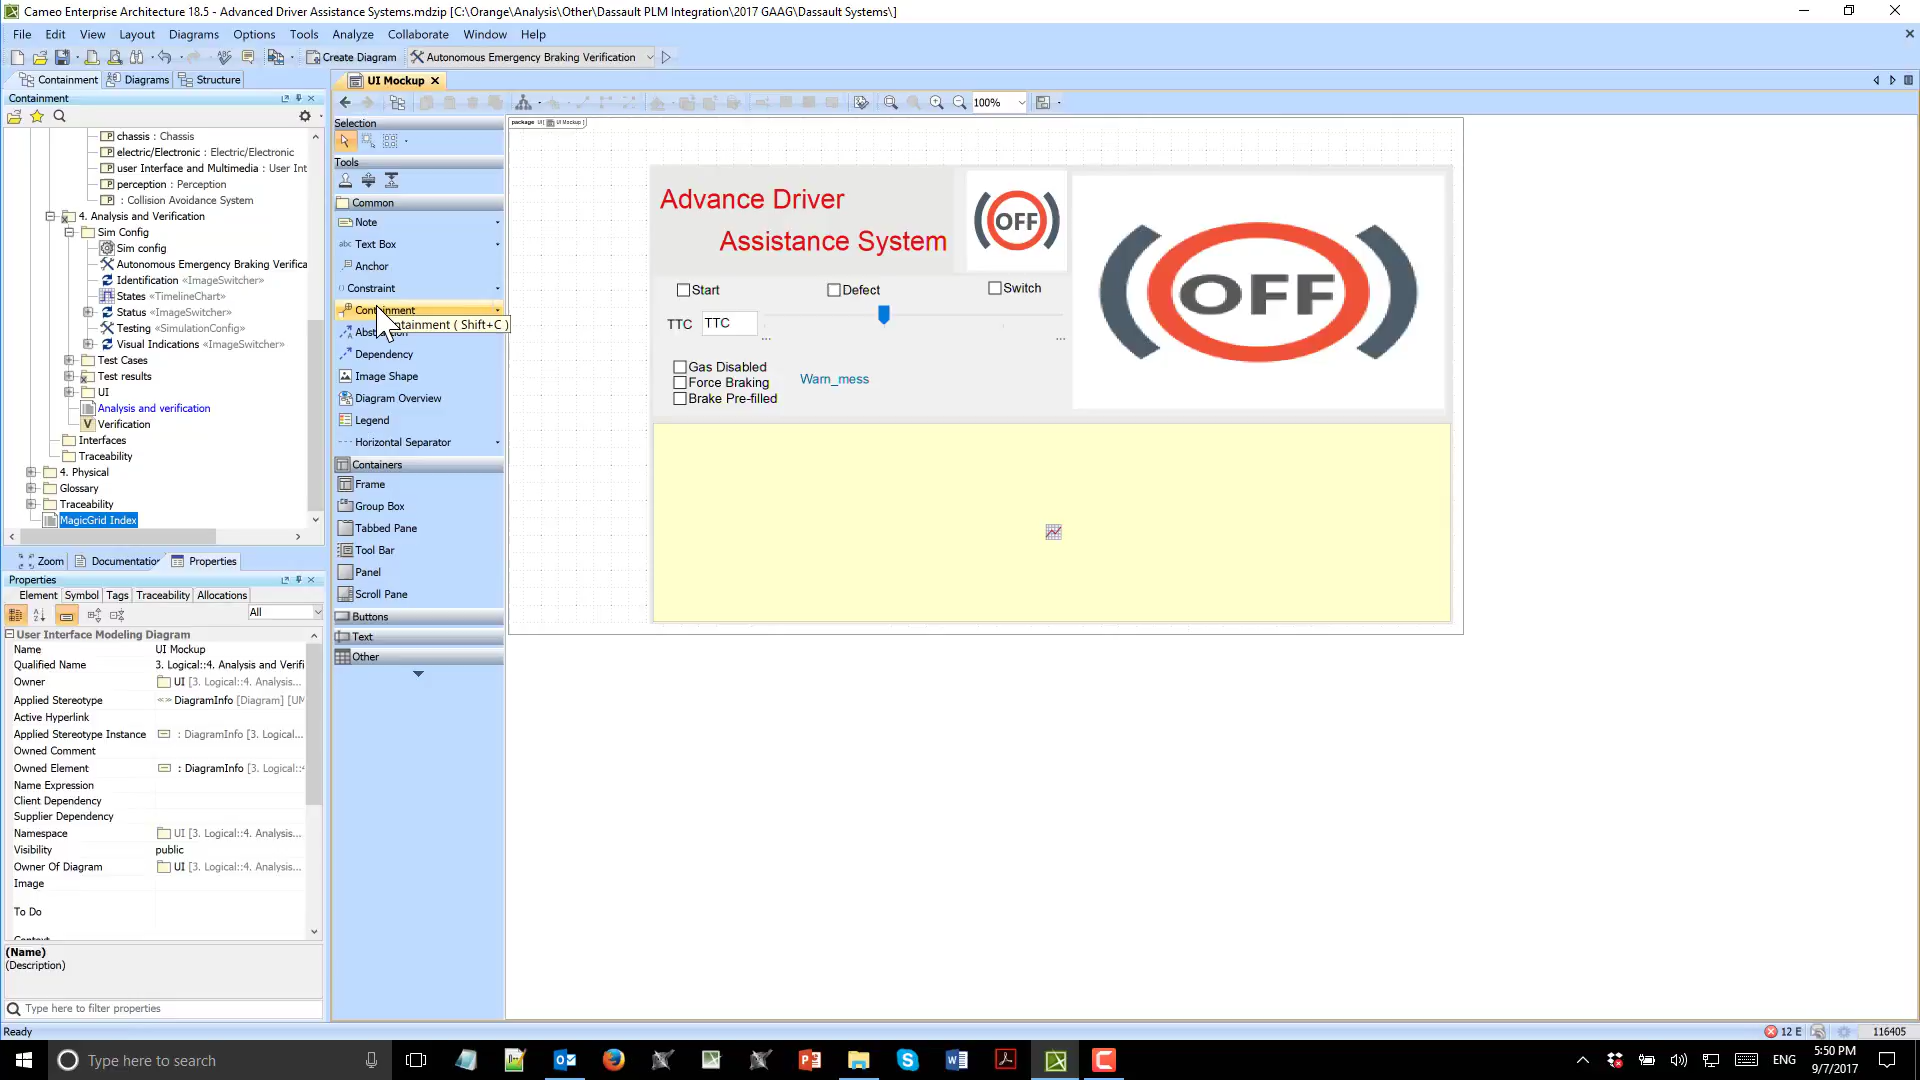 Cameo Enterprise Architecture 18.5 - Advanced Driver Assistance Systems.mdzip [C:\Orange\Analysis\Other\Dassault PLM Integration\2017 GAAG\Dassault Systems\]
File Edit View Layout Diagrams Options Tools Analyze Collaborate Window Help
Create Diagram Autonomous Emergency Braking Verification
Containment Diagrams Structure
UI Mockup
Containment
100%
chassis : Chassis
electric/Electronic : Electric/Electronic
user Interface and Multimedia : User Int
perception : Perception
: Collision Avoidance System
4. Analysis and Verification
Sim Config
Sim config
Autonomous Emergency Braking Verifica
Identification «ImageSwitcher»
States «TimelineChart»
Status «ImageSwitcher»
Testing «SimulationConfig»
Visual Indications «ImageSwitcher»
Test Cases
Test results
UI
Analysis and verification
Verification
Interfaces
Traceability
4. Physical
Glossary
Traceability
MagicGrid Index
Zoom Documentation Properties
Properties
Element Symbol Tags Traceability Allocations
All
User Interface Modeling Diagram
Name UI Mockup
Qualified Name 3. Logical::4. Analysis and Verifi
Owner UI [3. Logical::4. Analysis...
Applied Stereotype «» DiagramInfo [Diagram] [UM
Active Hyperlink
Applied Stereotype Instance : DiagramInfo [3. Logical...
Owned Comment
Owned Element : DiagramInfo [3. Logical::
Name Expression
Client Dependency
Supplier Dependency
Namespace UI [3. Logical::4. Analysis...
Visibility public
Owner Of Diagram UI [3. Logical::4. Analysis...
Image
To Do
Context
(Name)
(Description)
Type here to filter properties
Selection
Tools
Common
Note
abc Text Box
Anchor
Constraint
Containment
Containment ( Shift+C )
Dependency
Image Shape
Diagram Overview
Legend
Horizontal Separator
Containers
Frame
Group Box
Tabbed Pane
Tool Bar
Panel
Scroll Pane
Buttons
Text
Other
package UI[ UI Mockup ]
Advance Driver
Assistance System
OFF
OFF
Start Defect Switch
TTC TTC
... ...
Gas Disabled
Force Braking
Brake Pre-filled
Warn_mess
Ready
12 E
116405
Type here to search
ENG
5:50 PM
9/7/2017